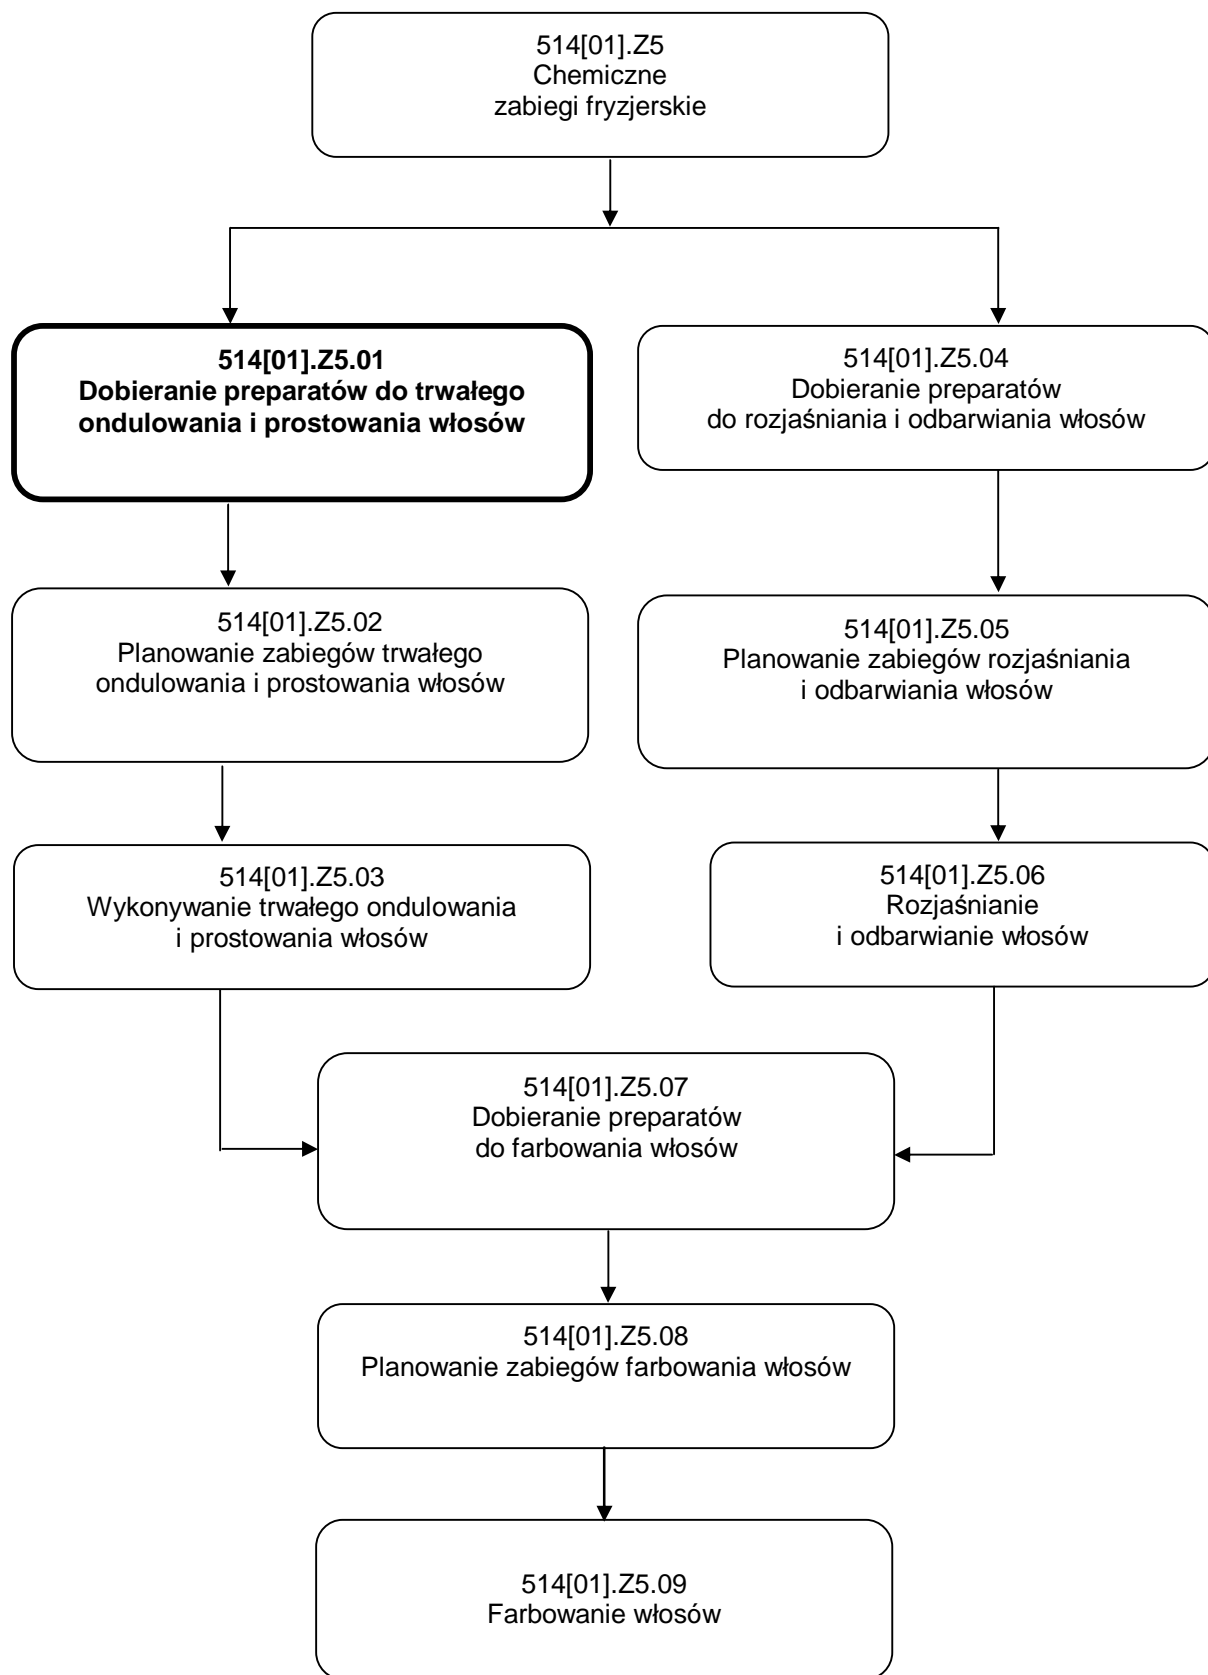 514[01].Z5
Chemiczne
zabiegi fryzjerskie
514[01].Z5.01
Dobieranie preparatów do trwałego
ondulowania i prostowania włosów
514[01].Z5.04
Dobieranie preparatów
do rozjaśniania i odbarwiania włosów
514[01].Z5.02
Planowanie zabiegów trwałego
ondulowania i prostowania włosów
514[01].Z5.05
Planowanie zabiegów rozjaśniania
i odbarwiania włosów
514[01].Z5.03
Wykonywanie trwałego ondulowania
i prostowania włosów
514[01].Z5.06
Rozjaśnianie
i odbarwianie włosów
514[01].Z5.07
Dobieranie preparatów
do farbowania włosów
514[01].Z5.08
Planowanie zabiegów farbowania włosów
514[01].Z5.09
Farbowanie włosów